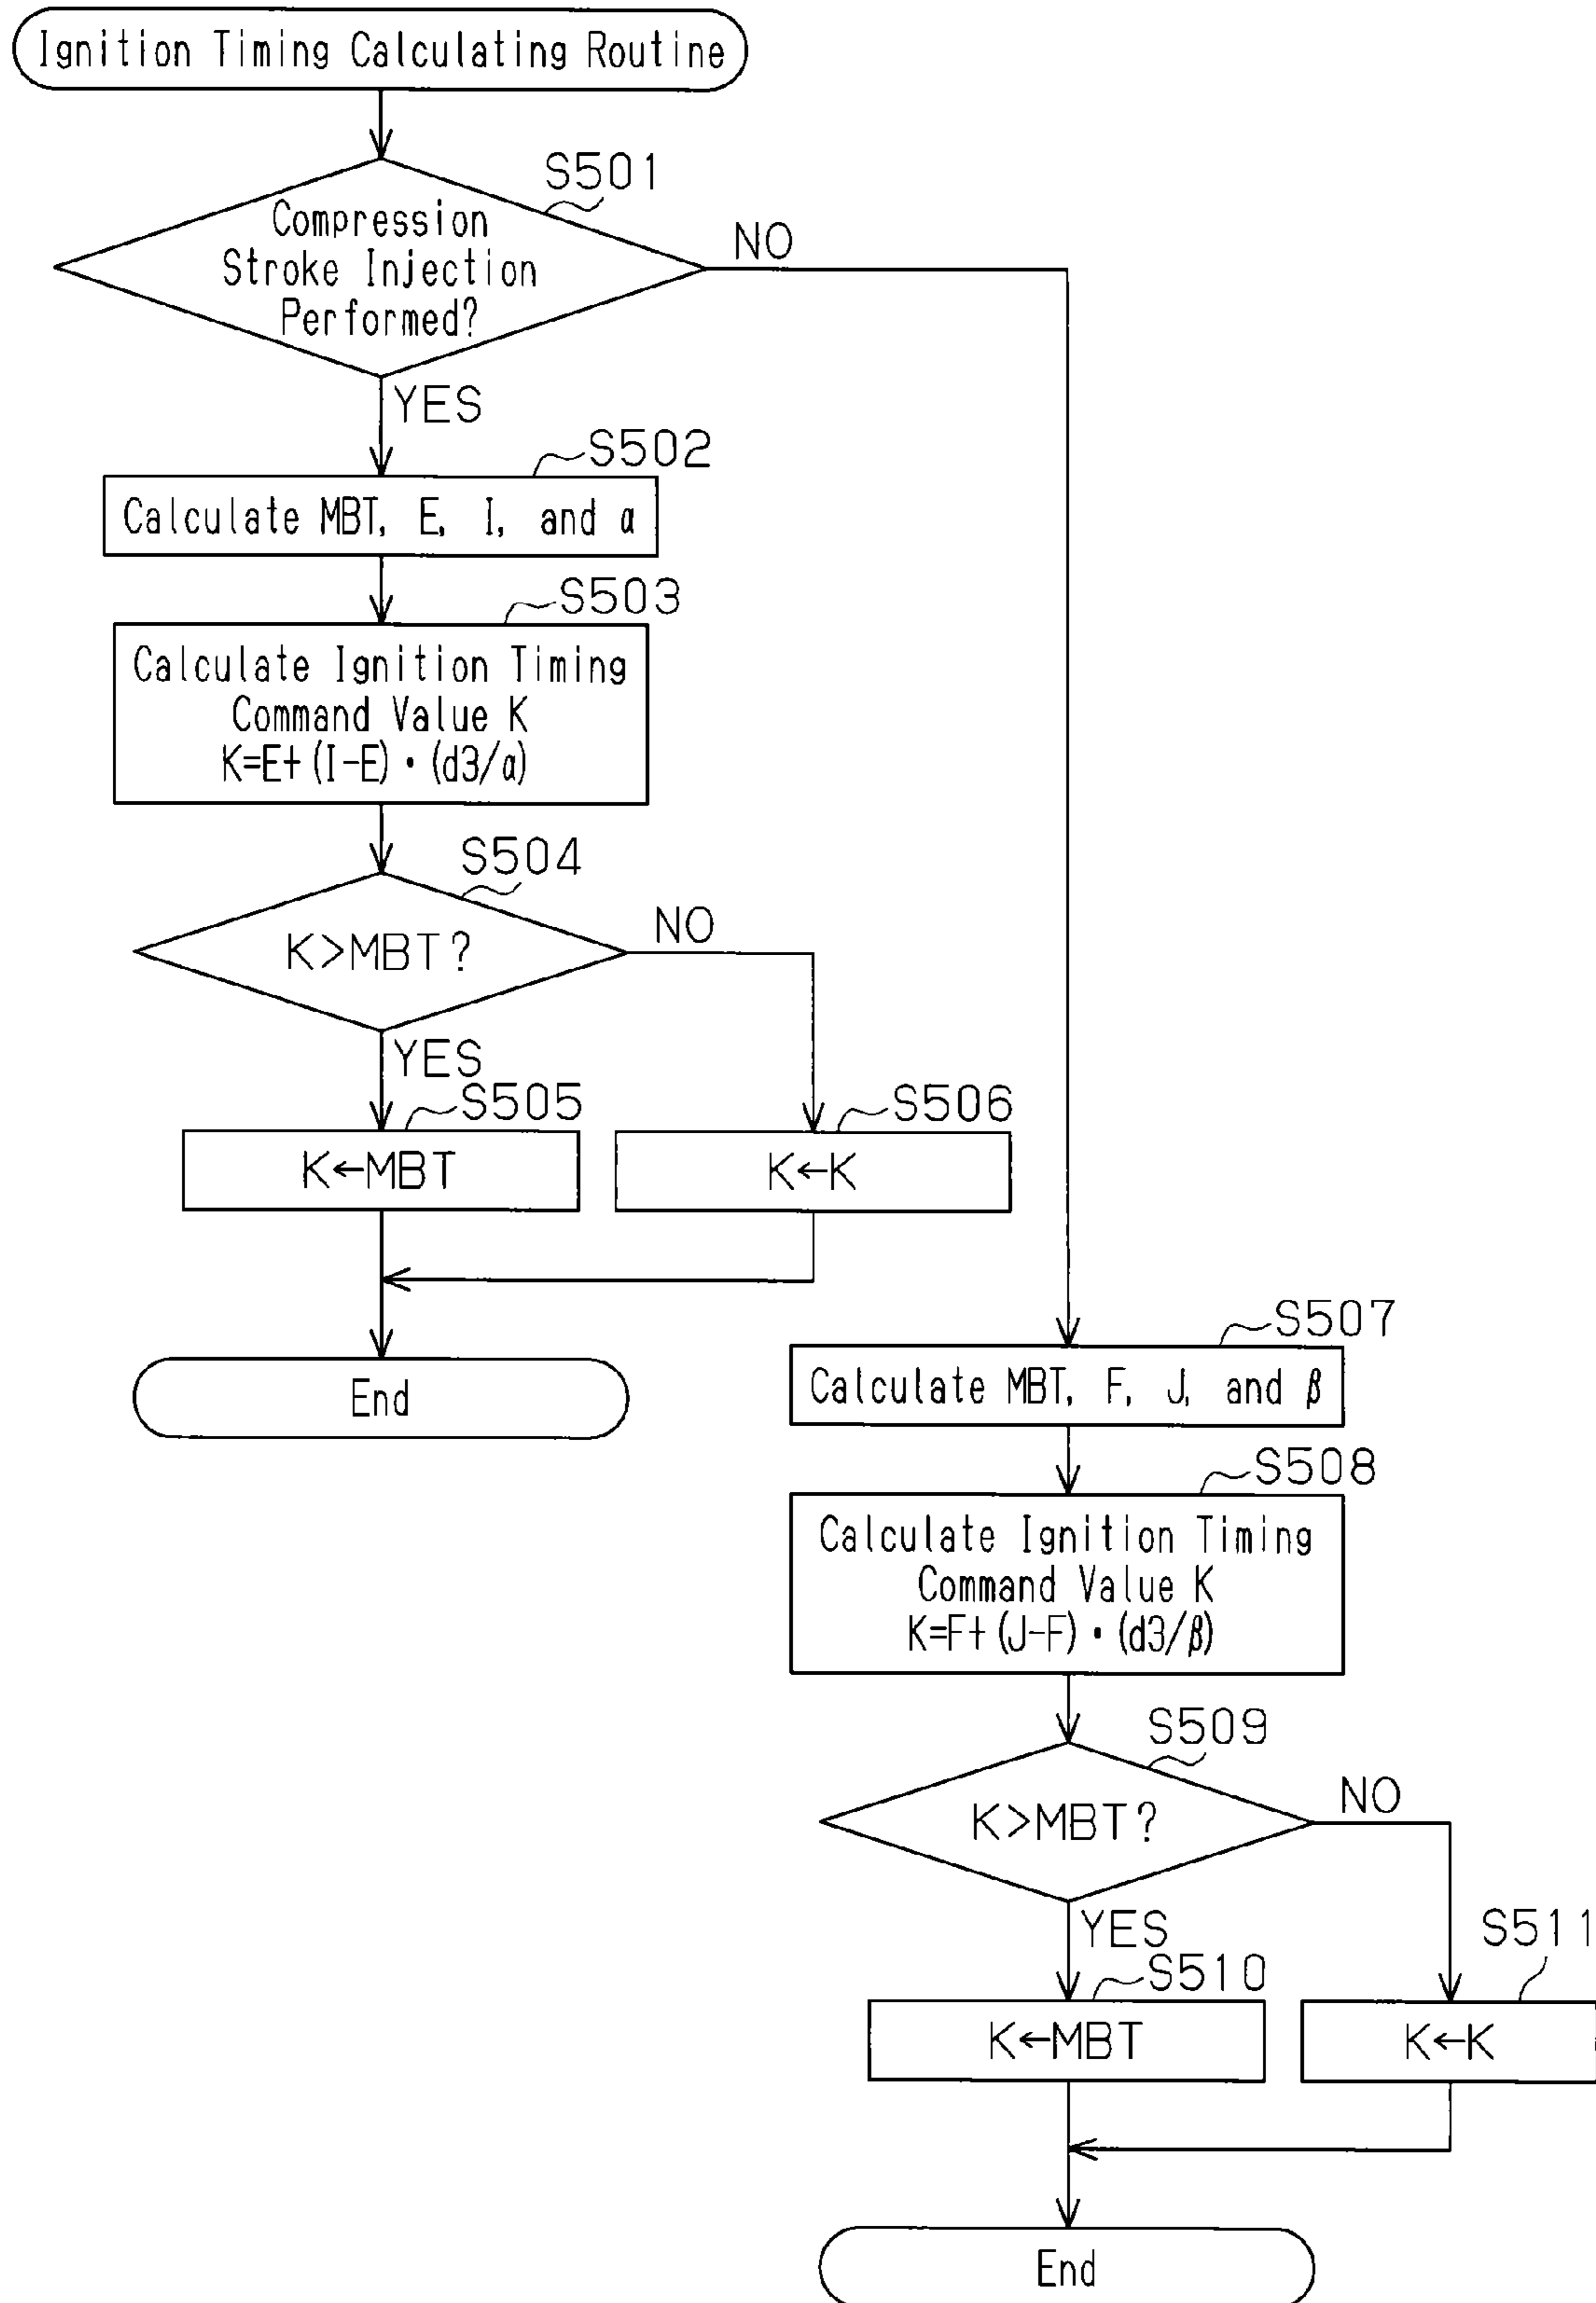 Ignition Timing Calculating Routine
S501
Compression
Stroke Injection
Performed?
NO
YES
S502
Calculate MBT, E, I, and α
S503
Calculate Ignition Timing
Command Value K
K=E+(I-E)·(d3/α)
S504
K>MBT?
NO
YES
S505
K←MBT
S506
K←K
End
S507
Calculate MBT, F, J, and β
S508
Calculate Ignition Timing
Command Value K
K=F+(J-F)·(d3/β)
S509
K>MBT?
NO
YES
S510
K←MBT
S511
K←K
End